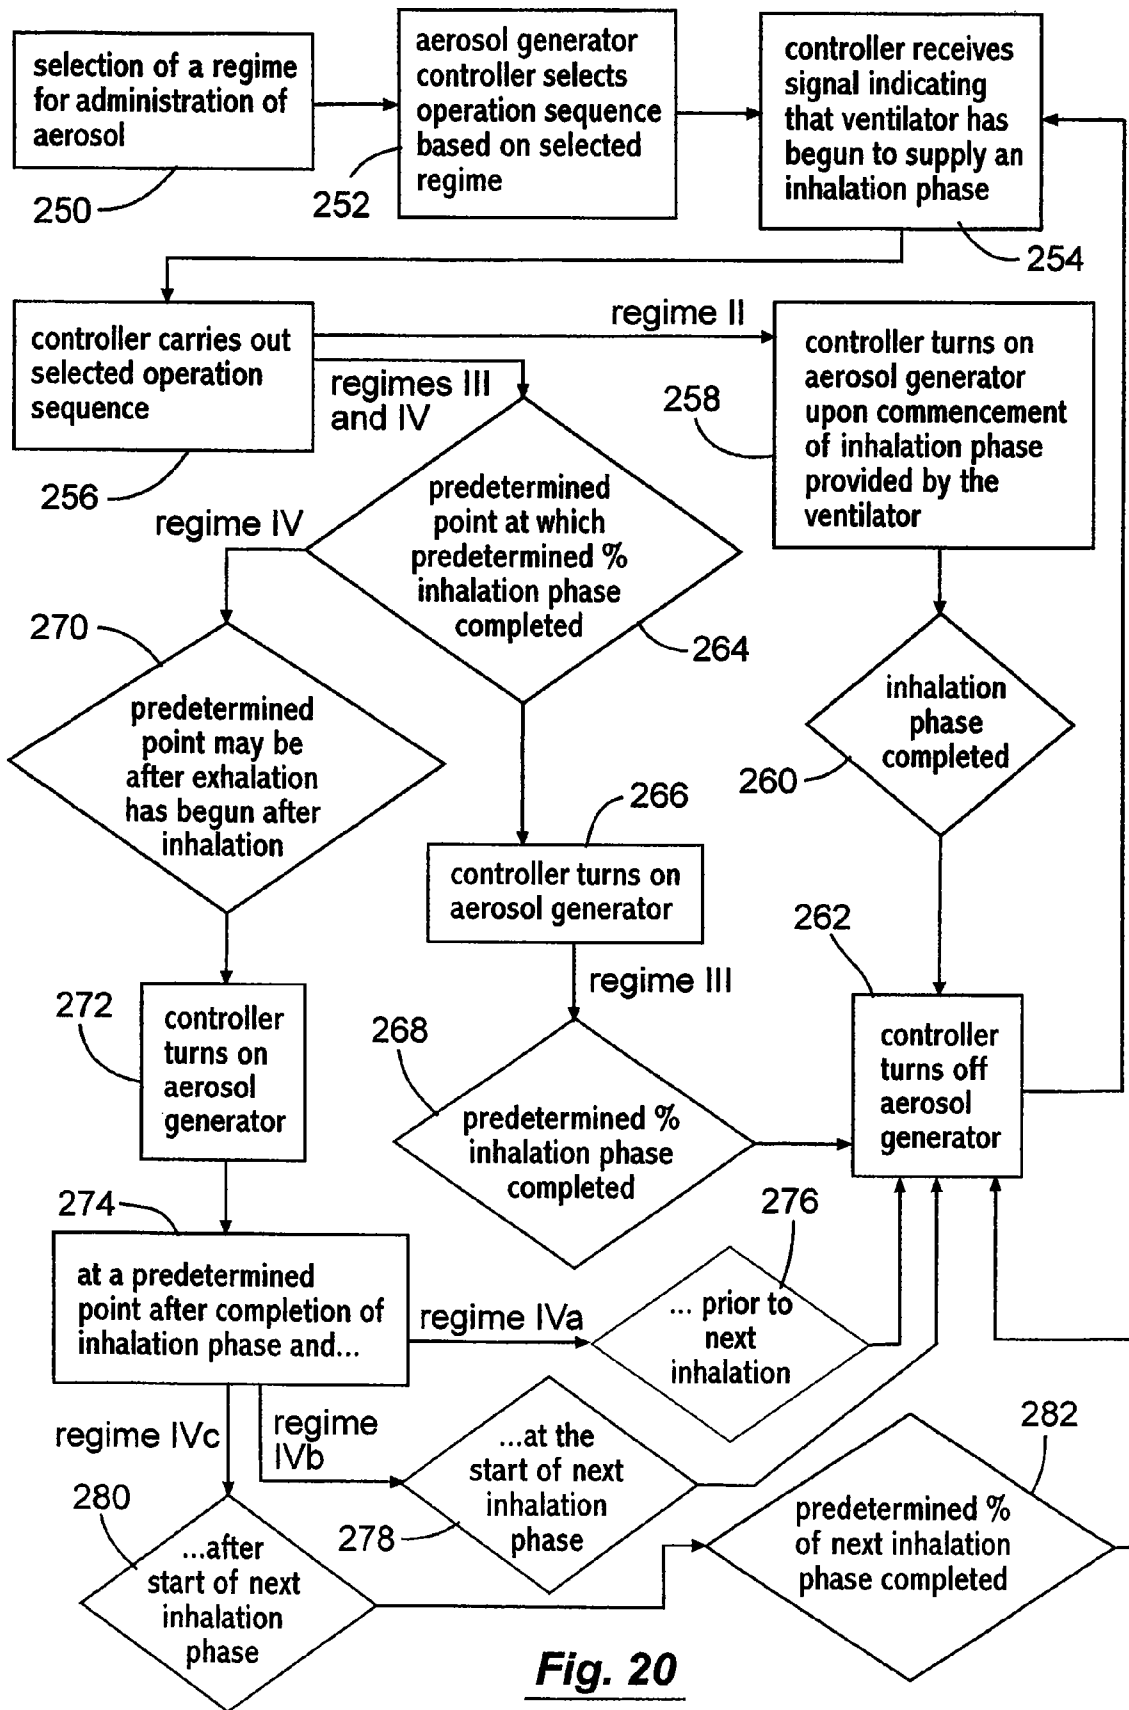 selection of a regime
for administration of
aerosol
250
aerosol generator
controller selects
operation sequence
based on selected
regime
252
controller receives
signal indicating
that ventilator has
begun to supply an
inhalation phase
254
controller carries out
selected operation
sequence
256
regime II
regimes III
and IV
controller turns on
aerosol generator
upon commencement
of inhalation phase
provided by the
ventilator
258
regime IV
predetermined
point at which
predetermined %
inhalation phase
completed
264
270
predetermined
point may be
after exhalation
has begun after
inhalation
inhalation
phase
completed
260
266
controller turns on
aerosol generator
regime III
262
272
controller
turns on
aerosol
generator
268
predetermined %
inhalation phase
completed
controller
turns off
aerosol
generator
274
at a predetermined
point after completion of
inhalation phase and...
regime IVa
276
... prior to
next
inhalation
regime IVc
regime
IVb
...at the
start of next
inhalation
phase
278
282
predetermined %
of next inhalation
phase completed
280
...after
start of next
inhalation
phase
Fig. 20